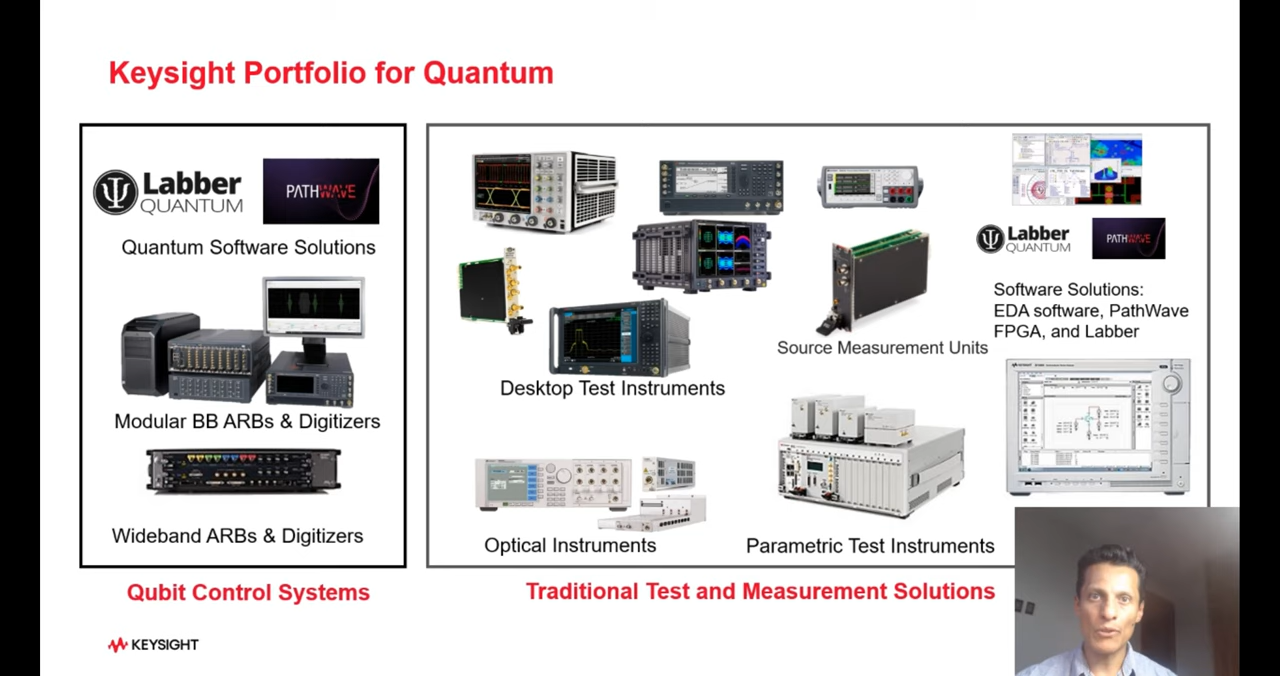 Keysight Portfolio for Quantum
Labber
QUANTUM
PATHWAVE
Quantum Software Solutions
Modular BB ARBs & Digitizers
Wideband ARBs & Digitizers
Qubit Control Systems
Desktop Test Instruments
Source Measurement Units
Labber
QUANTUM
PATHWAVE
Software Solutions:
EDA software, PathWave
FPGA, and Labber
Optical Instruments
Parametric Test Instruments
Traditional Test and Measurement Solutions
KEYSIGHT